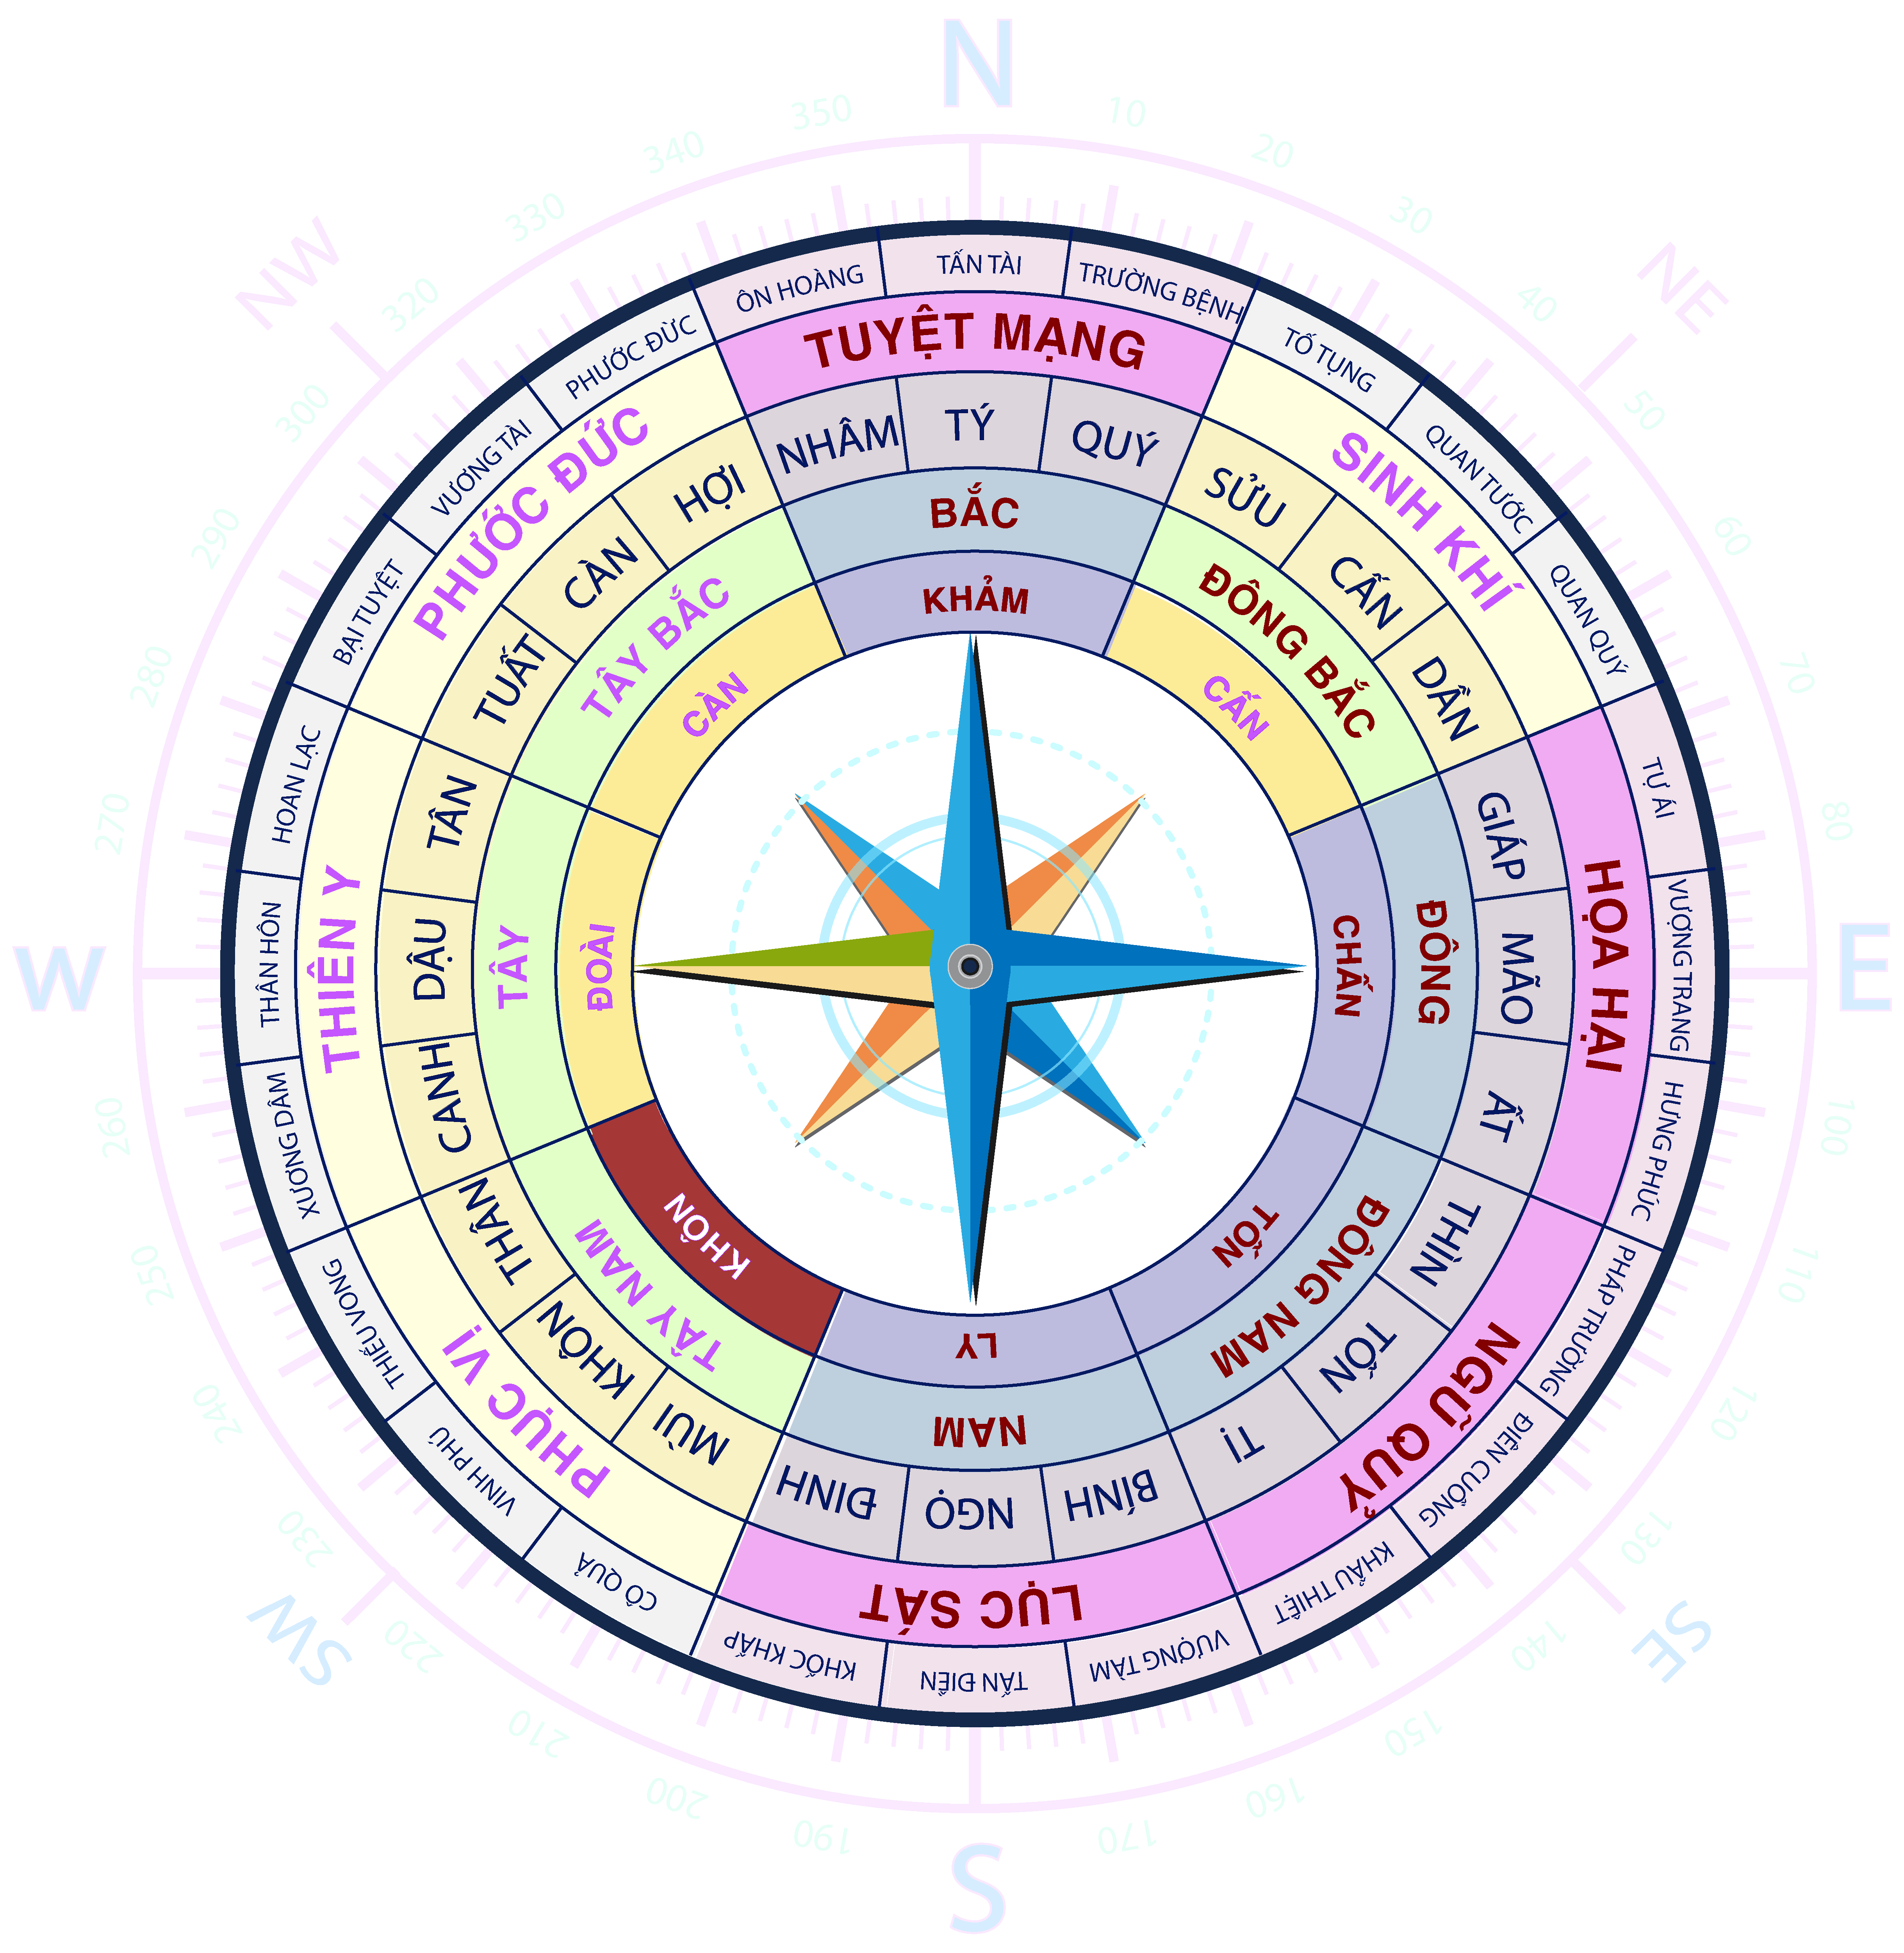 N
NE
E
SE
S
SW
W
NW
10
20
30
40
50
60
70
80
100
110
120
130
140
150
160
170
190
200
210
220
230
240
250
260
270
280
290
300
320
330
340
350
ÔN HOÀNG
TẤN TÀI
TRƯỜNG BỆNH
TỐ TỤNG
QUAN TƯỚC
QUAN QUÝ
TỰ ÁI
VƯỢNG TRANG
HƯNG PHÚC
PHÁP TRƯỜNG
ĐIÊN CUỒNG
KHẨU THIỆT
VƯỢNG TÀM
TẤN ĐIỀN
KHỐC KHẤP
CÔ QUẢ
VINH PHÚ
THIẾU VONG
XƯỢNG DÂM
THÂN HÔN
HOAN LẠC
BẠI TUYỆT
VƯƠNG TÀI
PHƯỚC ĐỨC
TUYỆT MẠNG
SINH KHÍ
HỌA HẠI
NGŨ QUỶ
LỤC SÁT
PHỤC VỊ
THIÊN Y
PHƯỚC ĐỨC
NHÂM
TÝ
QUÝ
SỬU
CẤN
DẦN
GIÁP
MÃO
ẤT
THÌN
TỐN
TỊ
BÍNH
NGỌ
ĐINH
MÙI
KHÔN
THÂN
CANH
DẬU
TÂN
TUẤT
CÀN
HỢI
BẮC
ĐÔNG BẮC
ĐÔNG
ĐÔNG NAM
NAM
TÂY NAM
TÂY
TÂY BẮC
KHẢM
CẤN
CHẤN
TỐN
LY
KHÔN
ĐOÀI
CÀN